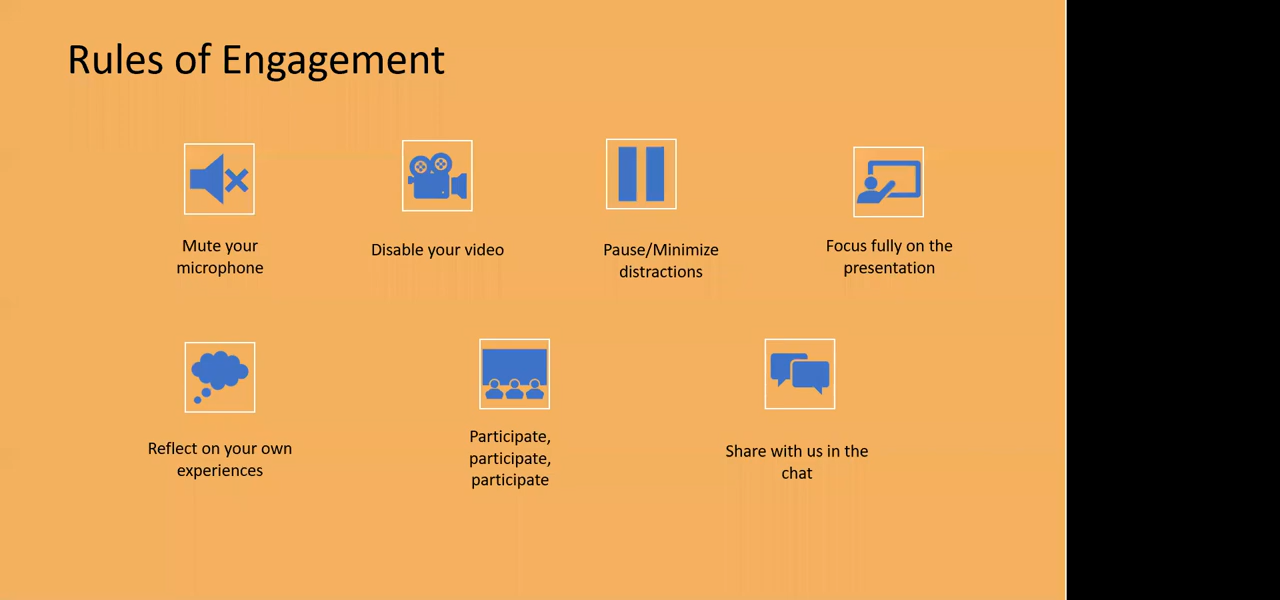 Rules of Engagement
Mute your
microphone
Disable your video
Pause/Minimize
distractions
Focus fully on the
presentation
Reflect on your own
experiences
Participate,
participate,
participate
Share with us in the
chat